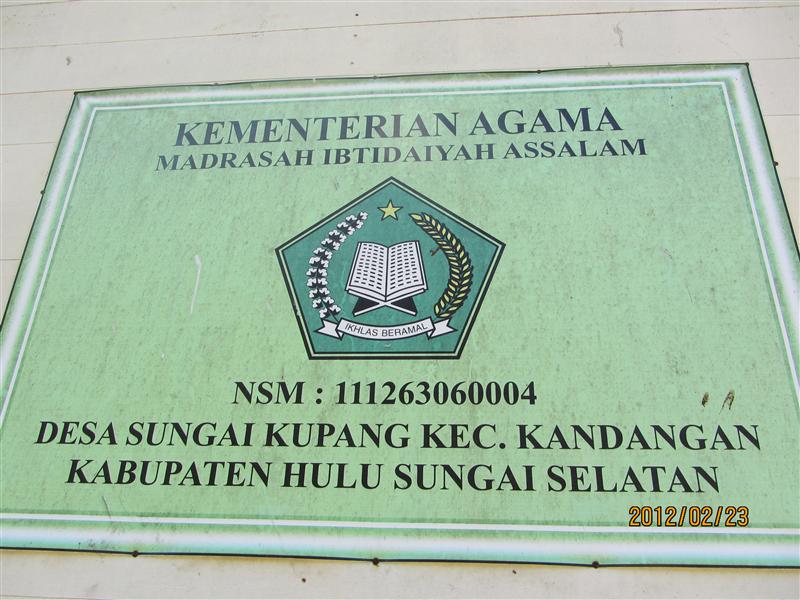 KEMENTERIAN AGAMA
MADRASAH IBTIDAIYAH ASSALAM
IKHLAS BERAMAL
NSM : 111263060004
DESA SUNGAI KUPANG KEC. KANDANGAN
KABUPATEN HULU SUNGAI SELATAN
2012/02/23